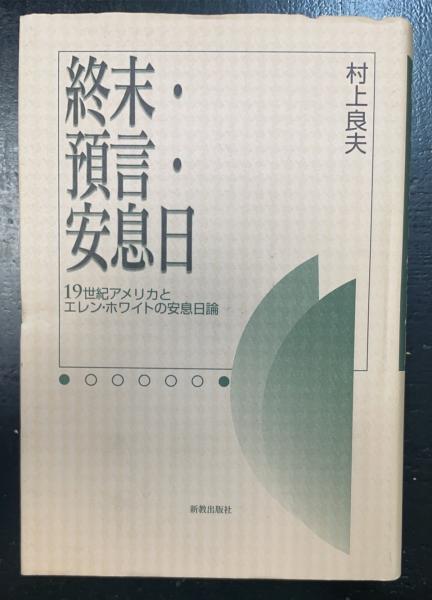 終末・
預言・
安息日
19世紀アメリカと
エレン・ホワイトの安息日論
村上良夫
新教出版社